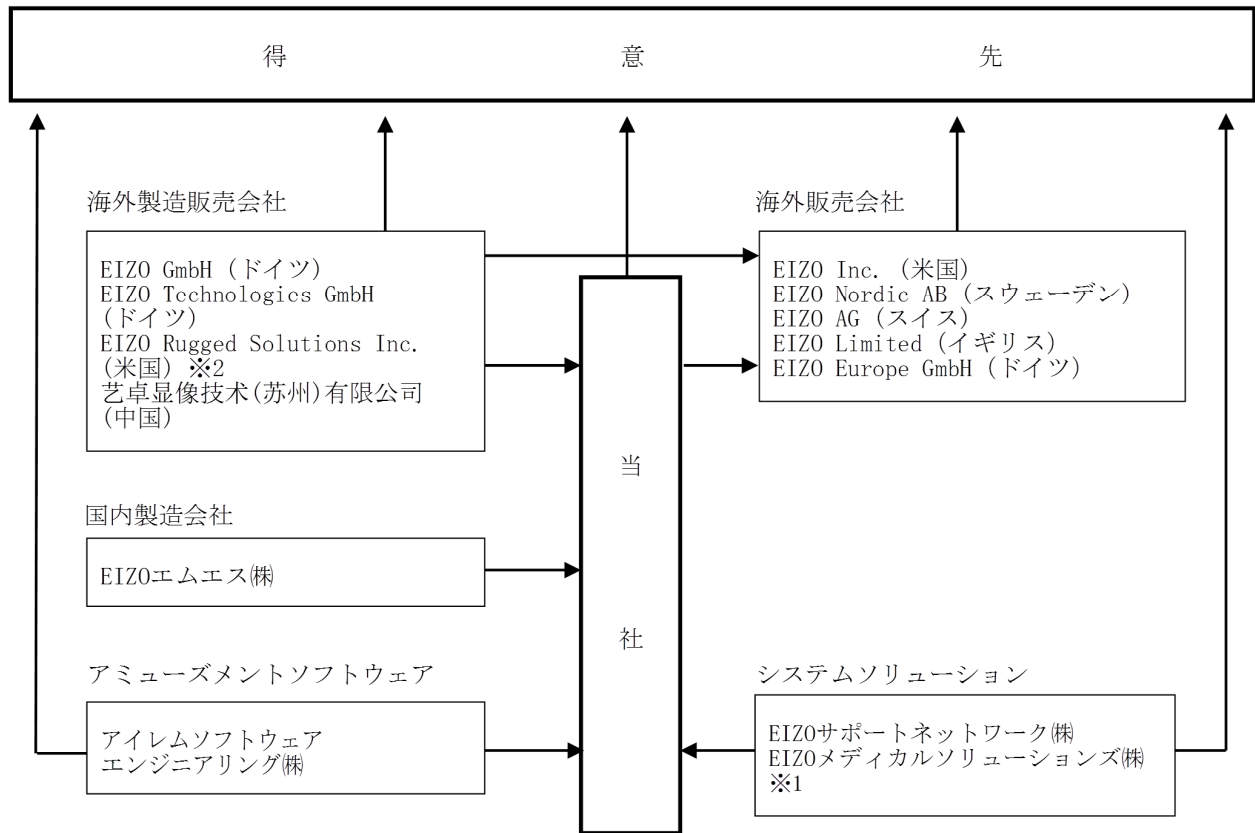 得意先
海外製造販売会社
EIZO GmbH (ドイツ)
EIZO Tcchnologics GmbH
(ドイツ)
EIZO Rugged Solutions Inc.
(米国) ※2
艺卓显像技术(苏州)有限公司
(中国)
海外販売会社
EIZO Inc. (米国)
EIZO Nordic AB (スウェーデン)
EIZO AG (スイス)
EIZO Limited (イギリス)
EIZO Europe GmbH (ドイツ)
当社
国内製造会社
EIZOエムエス㈱
アミューズメントソフトウェア
アイレムソフトウェア
エンジニアリング㈱
システムソリューション
EIZOサポートネットワーク㈱
EIZOメディカルソリューションズ㈱
※1